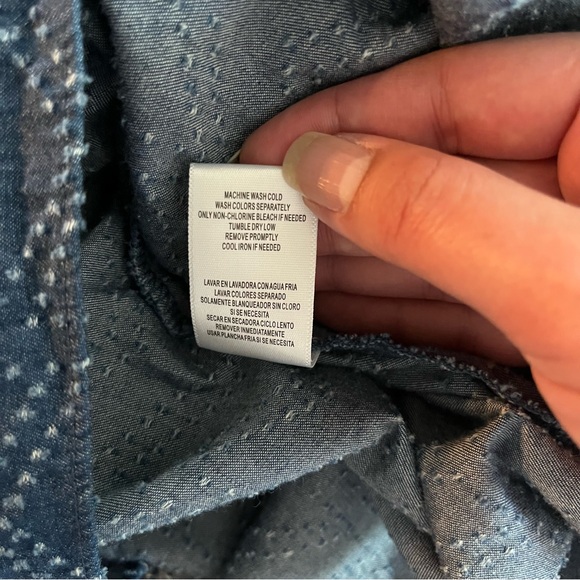 MACHINE WASH COLD
WASH COLORS SEPARATELY
ONLY NON-CHLORINE BLEACH IF NEEDED
TUMBLE DRY LOW
REMOVE PROMPTLY
COOL IRON IF NEEDED
LAVAR EN LAVADORA CON AGUA FRIA
LAVAR COLORES SEPARADO
SOLAMENTE BLANQUEADOR SIN CLORO
SI SE NECESITA
SECAR EN SECADORA CICLO LENTO
REMOVER INMEDIATAMENTE
USAR PLANCHA FRIA SI SE NECESITA